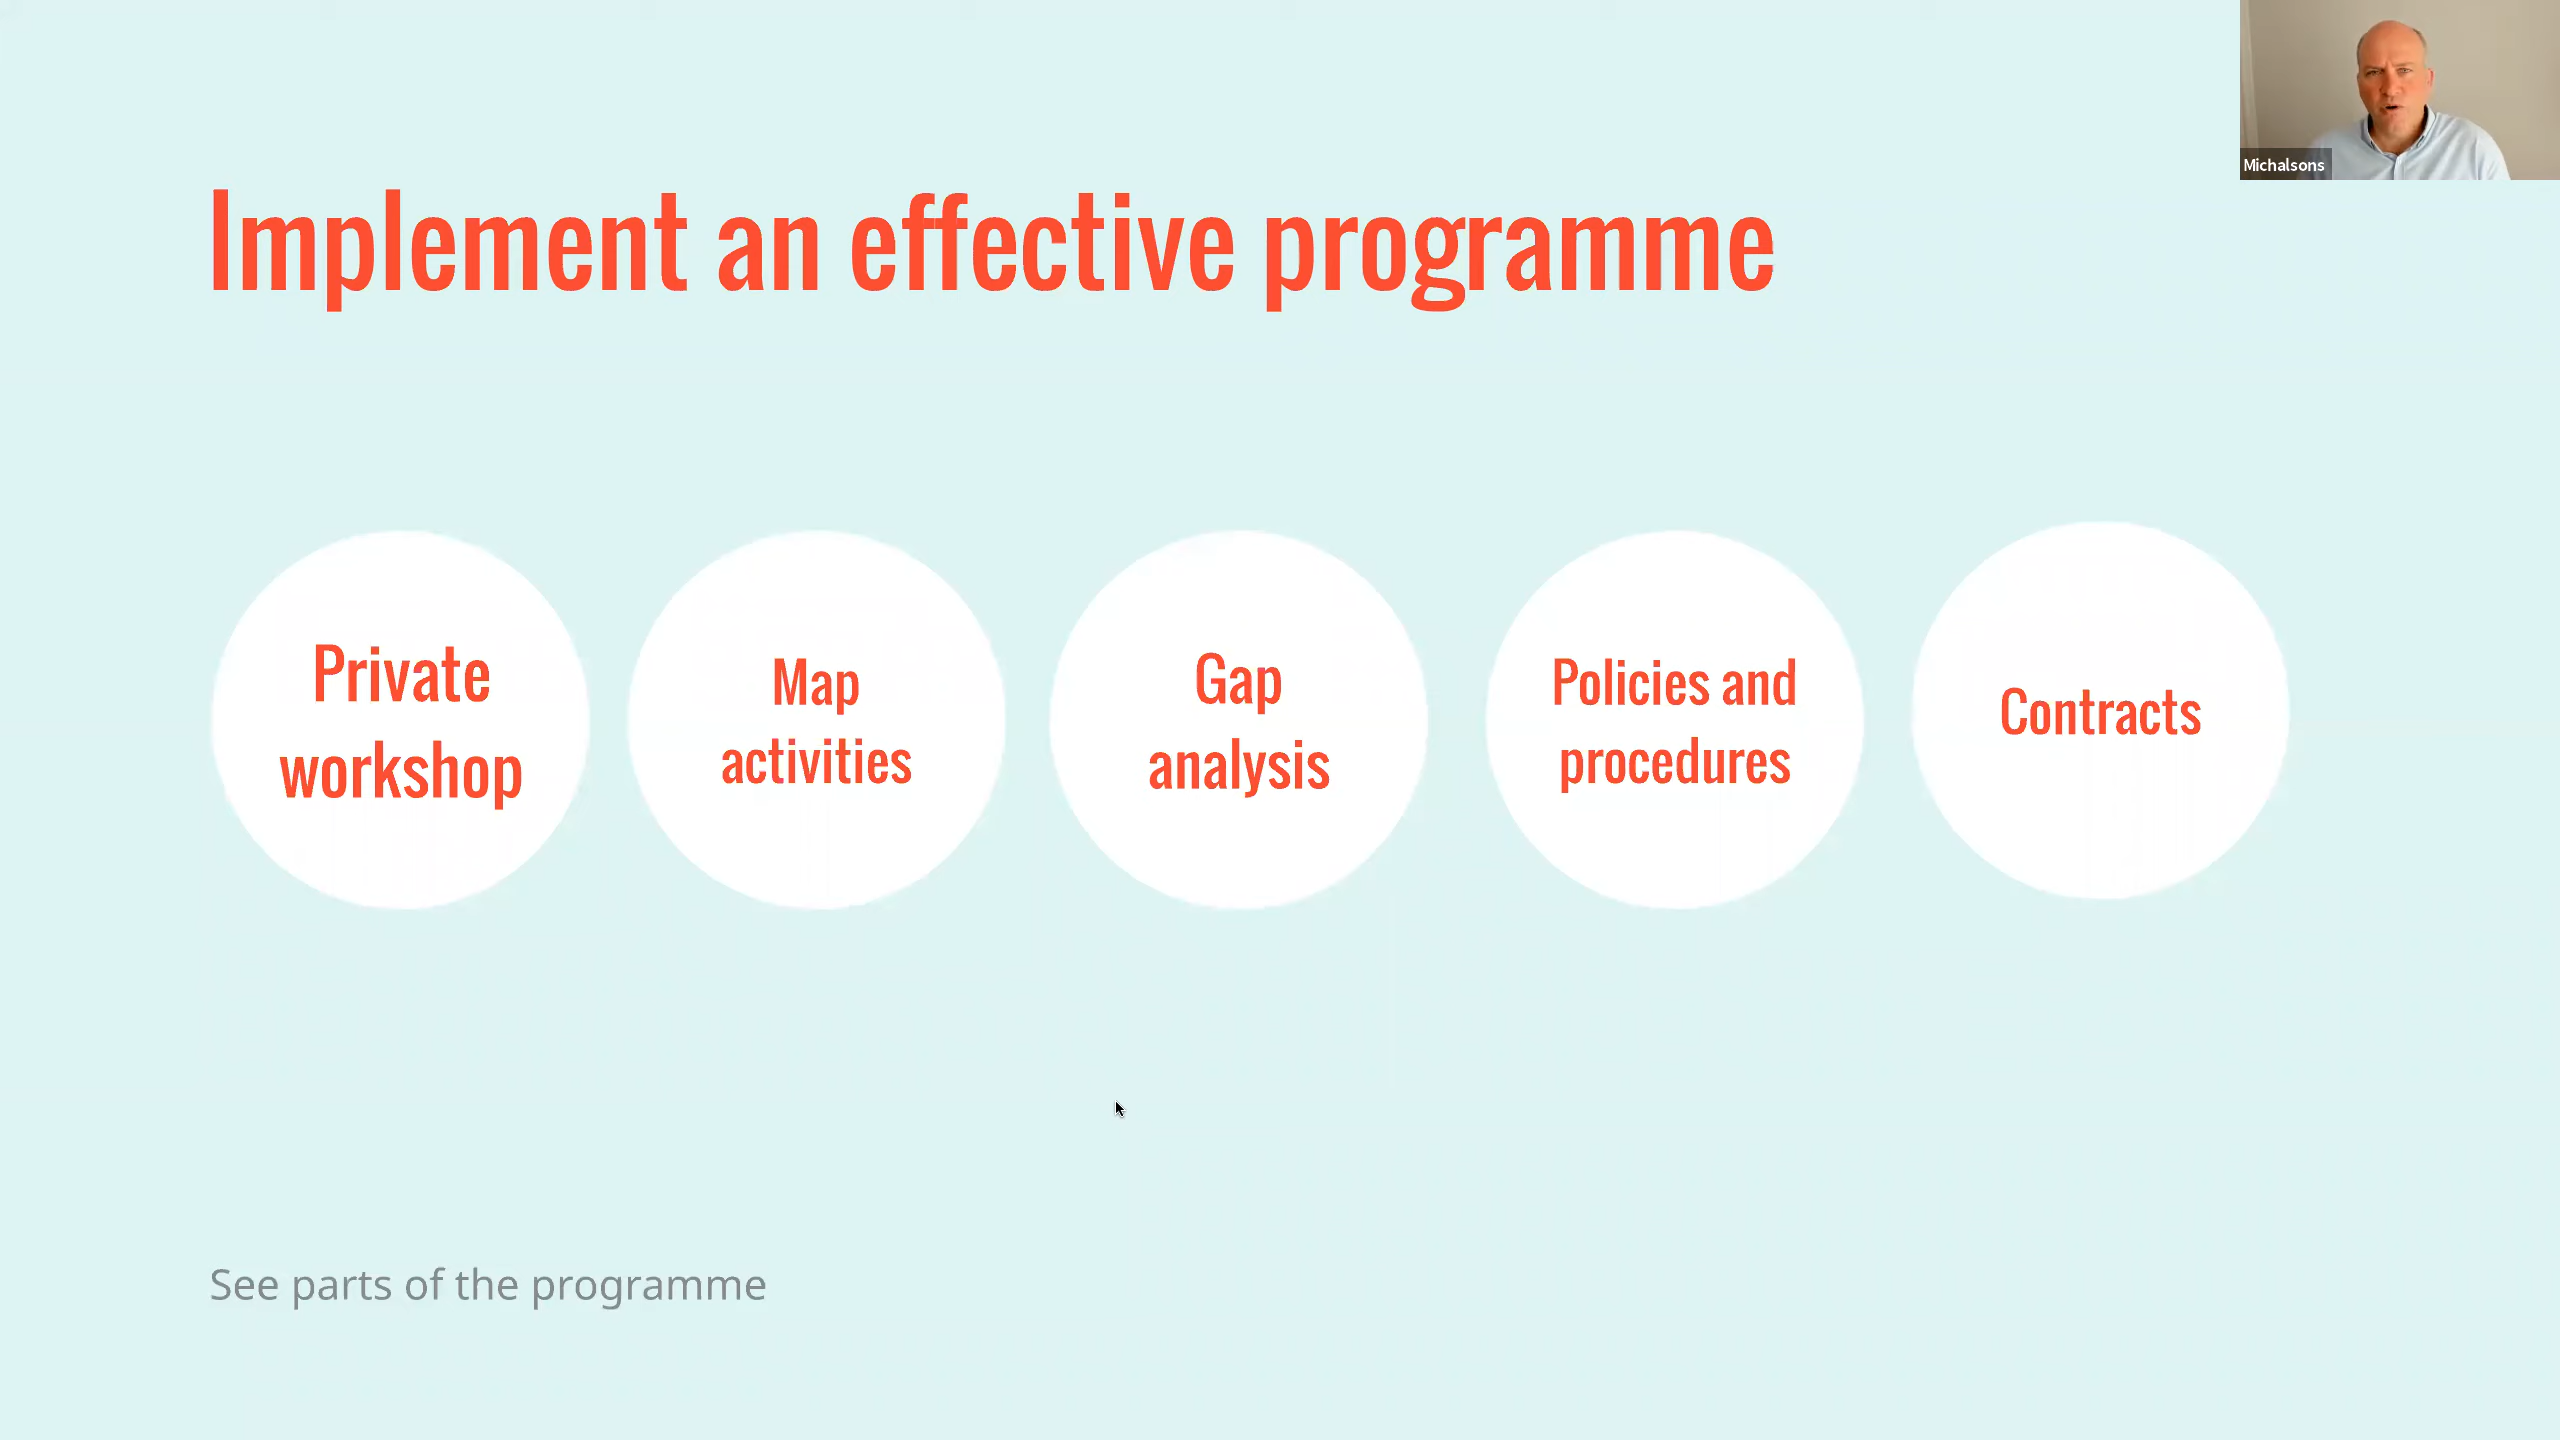 Michalsons
Implement an effective programme
Private
workshop
Map
activities
Gap
analysis
Policies and
procedures
Contracts
See parts of the programme